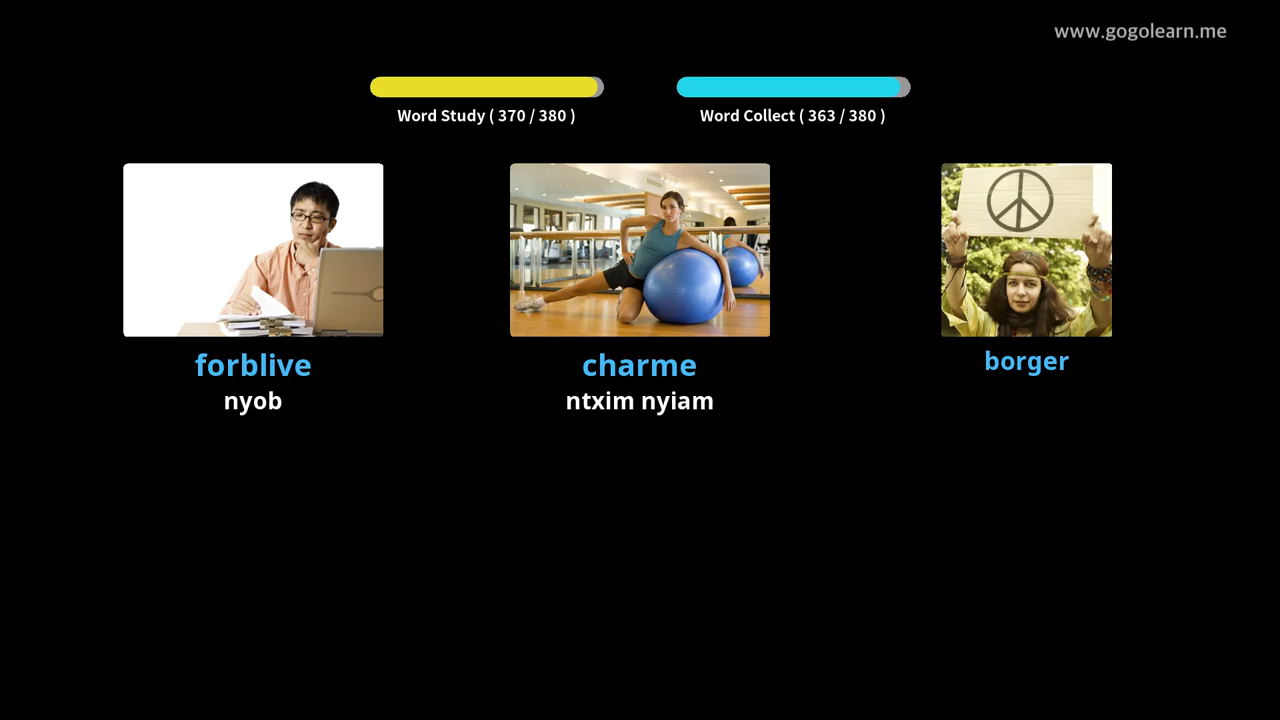 www.gogolearn.me
Word Study ( 370 / 380 )
Word Collect ( 363 / 380 )
forblive
nyob
charme
ntxim nyiam
borger